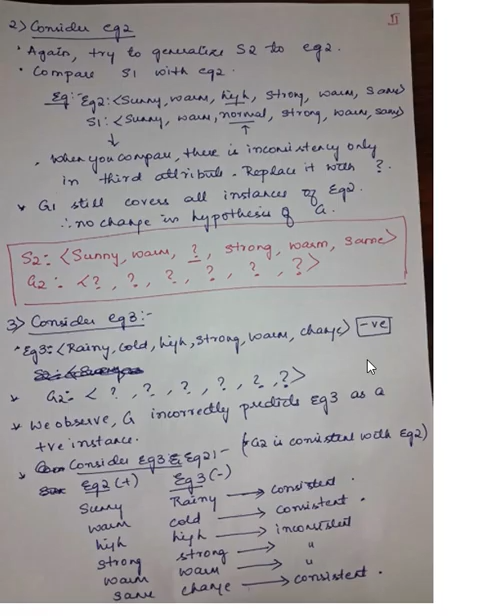 II
2) Consider eg2
• Again, try to generalize S2 to eg2.
• Compare S1 with eg2.
Eg:- Eg2: <Sunny, warm, high, strong, warm, same>
S1: <Sunny, warm, normal, strong, warm, same>
↓ ↑
. When you compare, there is inconsistency only
in third attribute. Replace it with ?.
G1 still covers all instances of Eg2.
∴ no change in hypothesis of G.
S2: <Sunny, warm, ?, strong, warm, same>
G2: <?, ?, ?, ?, ?, ?>
3) Consider eg3:-
• Eg3: <Rainy, cold, high, strong, warm, change> -ve
G2: < ?, ?, ?, ?, ?, ?>
We observe, G incorrectly predicts Eg3 as a
+ve instance.
Consider Eg3 & Eg2:- (G2 is consistent with Eg2)
Eg2(+) Eg3(-)
Sunny Rainy → consistent.
warm cold → consistent.
high high → inconsistent
strong strong → "
warm warm → "
same change → consistent.